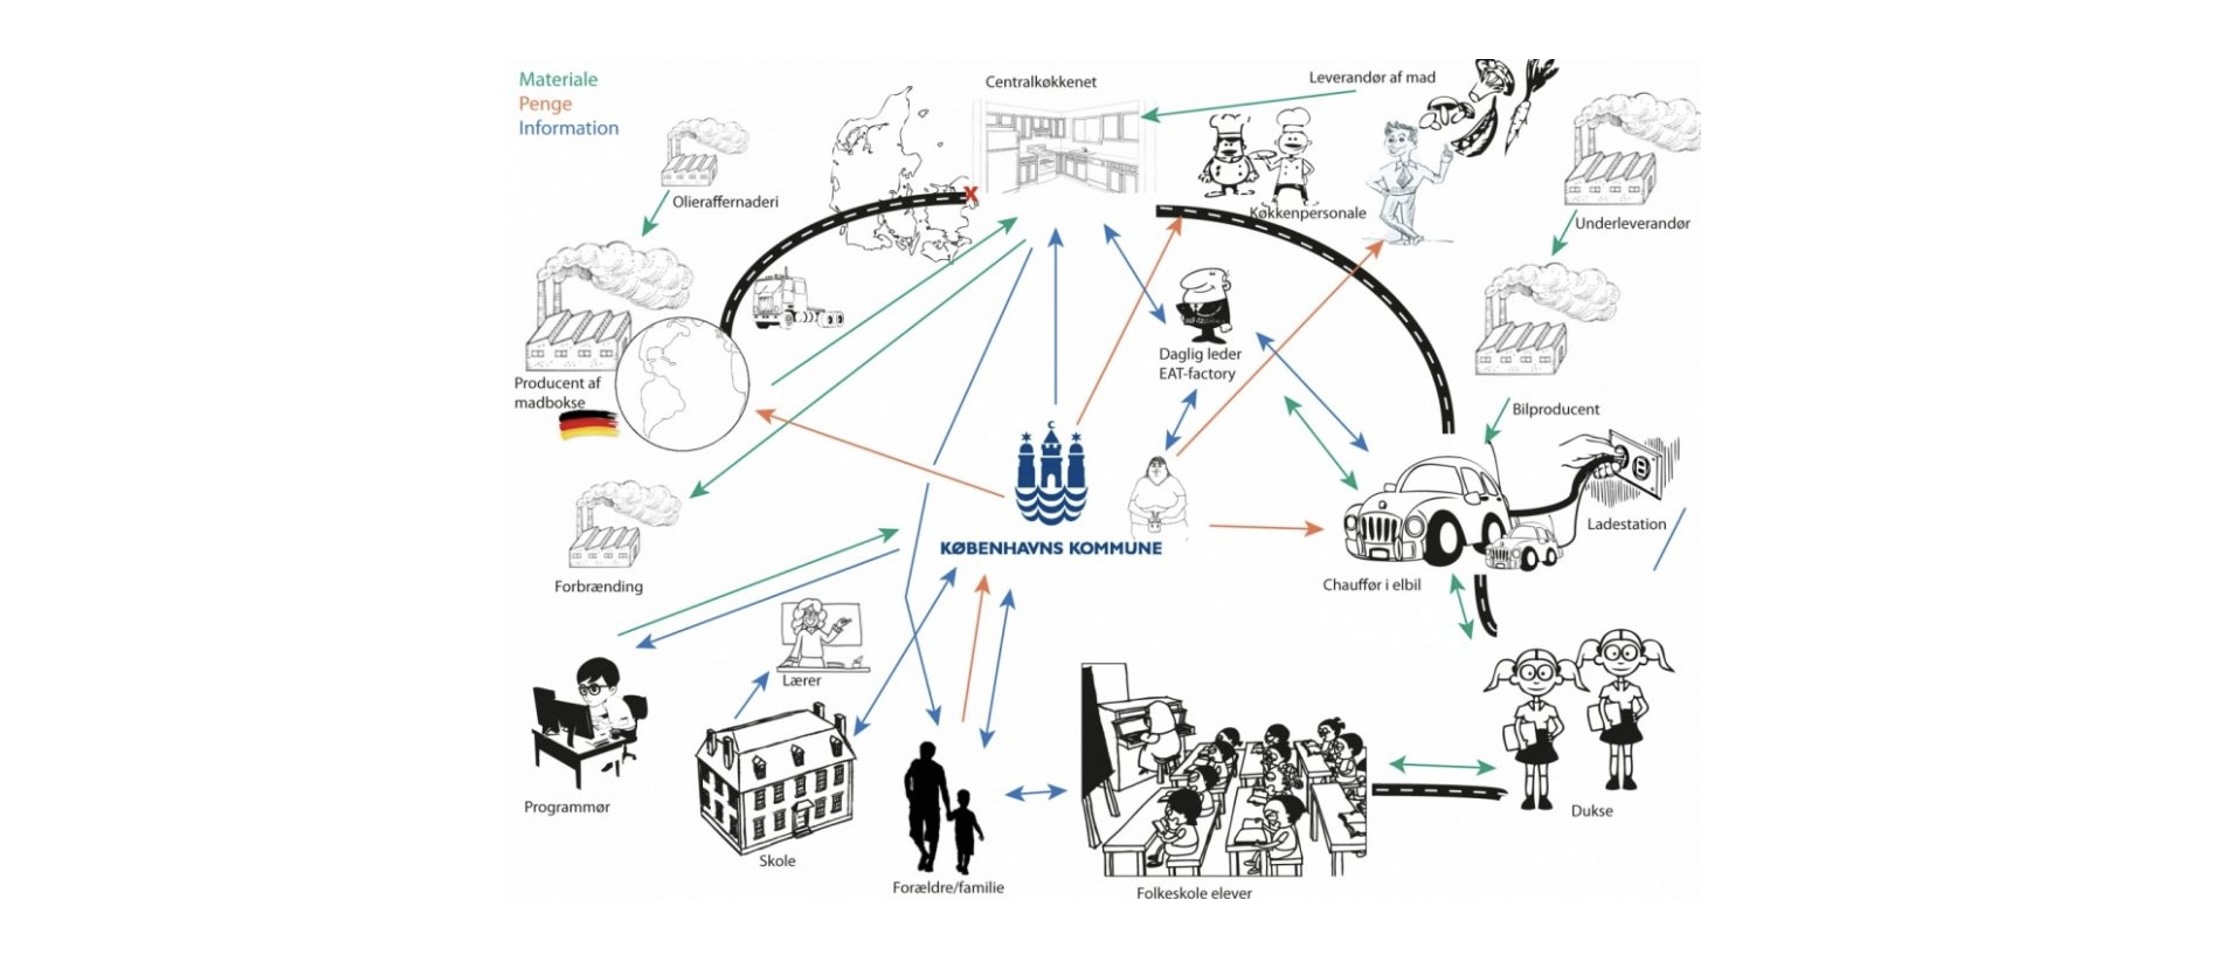 Materiale
Penge
Information
Centralkøkkenet
Leverandør af mad
Olieraffernaderi
Køkkenpersonale
Underleverandør
Producent af
madbokse
Daglig leder
EAT-factory
Bilproducent
Ladestation
KØBENHAVNS KOMMUNE
Forbrænding
Chauffør i elbil
Lærer
Programmør
Skole
Forældre/familie
Folkeskole elever
Dukse